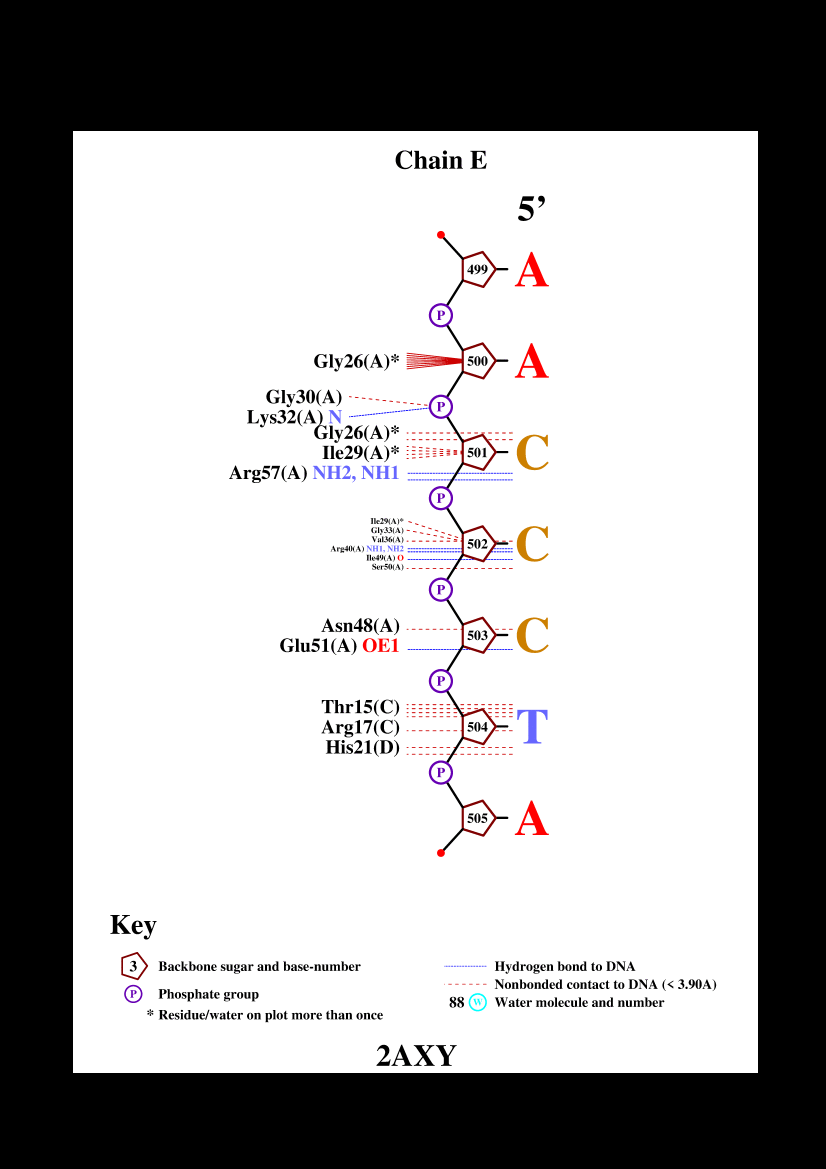 Chain E
5’
499 A
P
Gly26(A)* 500 A
Gly30(A)
P
Lys32(A) N
Gly26(A)*
Ile29(A)* 501 C
Arg57(A) NH2, NH1
P
Ile29(A)*
Gly33(A)
Val36(A)
502 C
Arg40(A) NH1, NH2
Ile49(A) O
Ser50(A)
P
Asn48(A)
503 C
Glu51(A) OE1
P
Thr15(C)
Arg17(C) 504 T
His21(D)
P
505 A
Key
3 Backbone sugar and base-number
P Phosphate group
* Residue/water on plot more than once
Hydrogen bond to DNA
Nonbonded contact to DNA (< 3.90A)
88 W Water molecule and number
2AXY